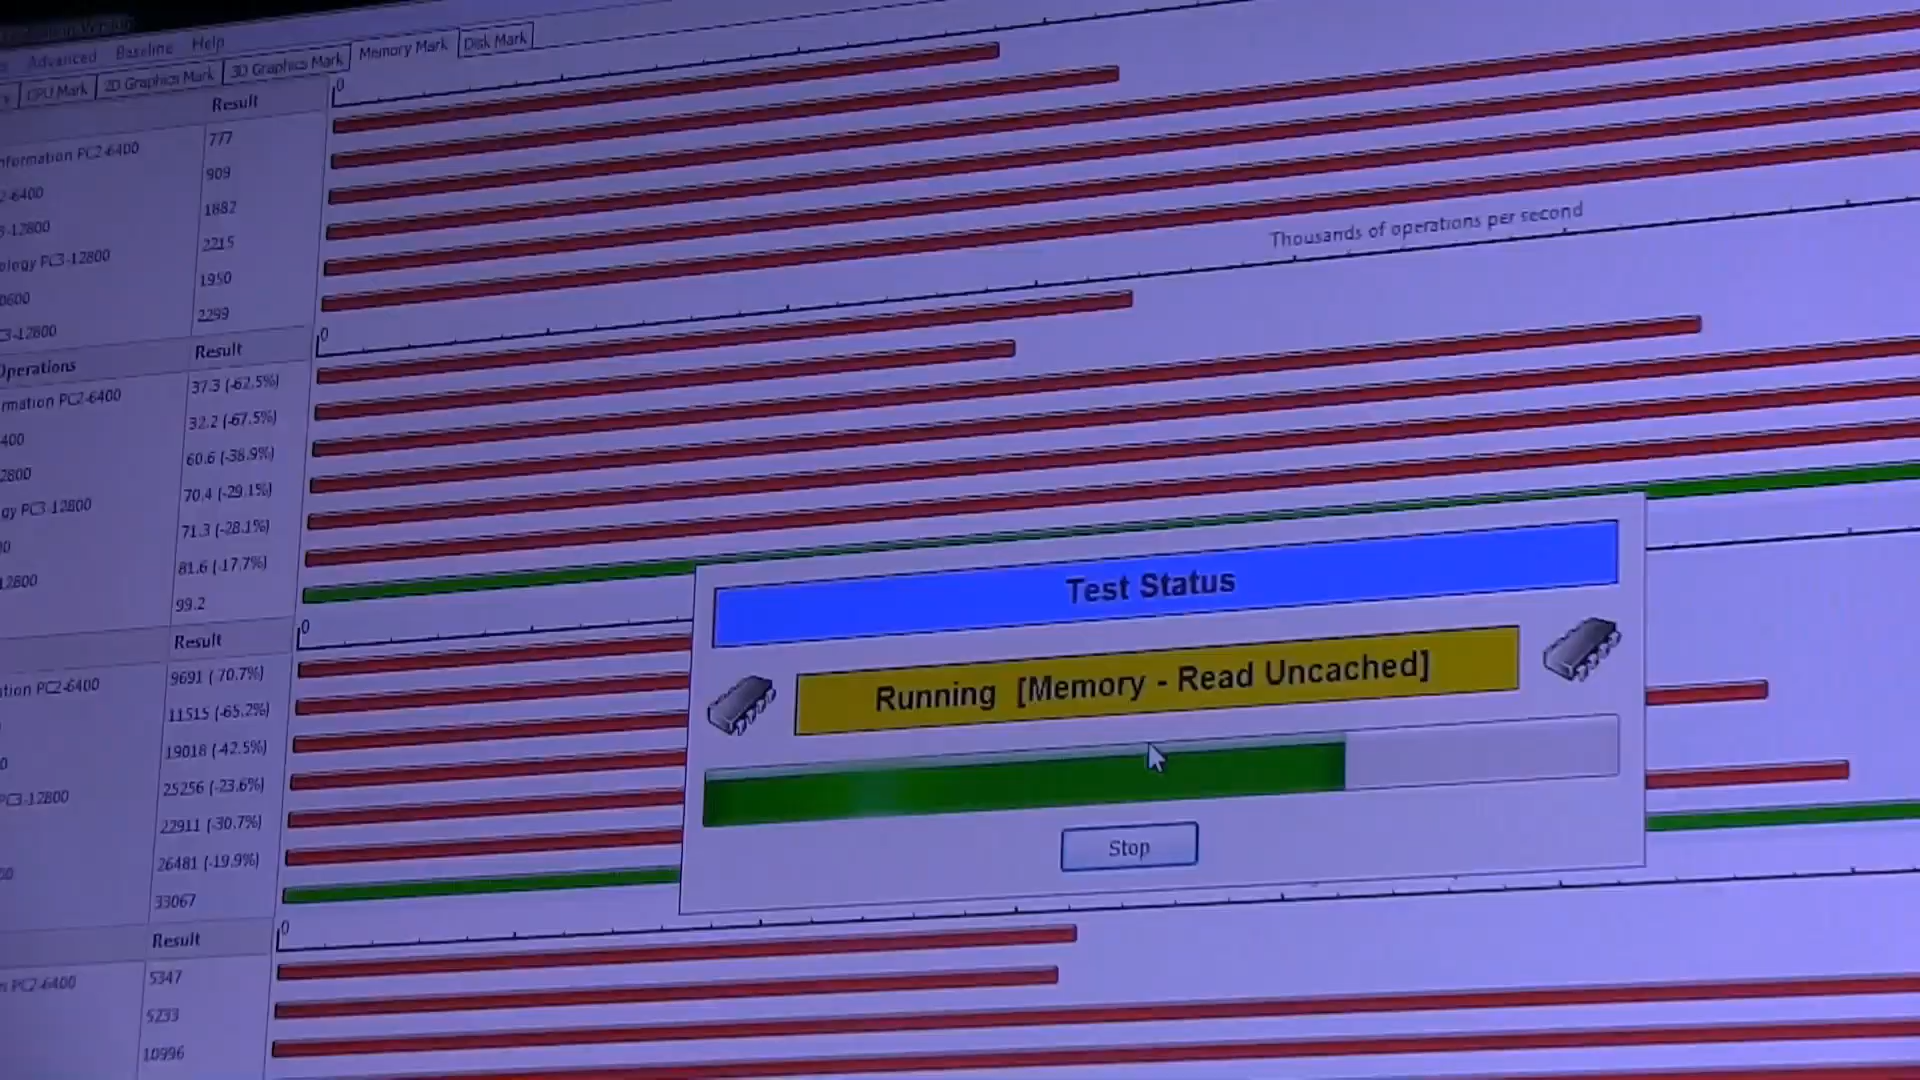 Advanced Baseline Help
CPU Mark 2D Graphics Mark 3D Graphics Mark Memory Mark Disk Mark
Result
0
nformation PC2-6400 777
2-6400 909
3-12800 1882
ology PC3-12800 2215
0600 1950
C3-12800 2299
Thousands of operations per second
Operations Result
0
rmation PC2-6400 37.3 (-62.5%)
400 32.2 (-67.5%)
2800 60.6 (-38.9%)
gy PC3-12800 70.4 (-29.1%)
00 71.3 (-28.1%)
12800 81.6 (-17.7%)
99.2
Result
0
ation PC2-6400 9691 (-70.7%)
11515 (-65.2%)
0 19018 (-42.5%)
PC3-12800 25256 (-23.6%)
22911 (-30.7%)
00 26481 (-19.9%)
33067
Result
0
n PC2-6400 5347
5233
10996
Test Status
Running [Memory - Read Uncached]
Stop